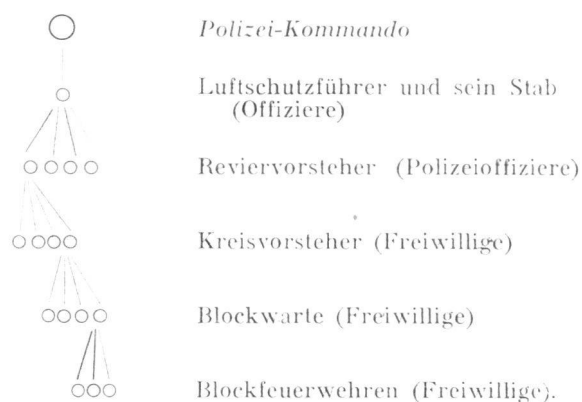 Polizei-Kommando
Luftschutzführer und sein Stab
(Offiziere)
Reviervorsteher (Polizeioffiziere)
Kreisvorsteher (Freiwillige)
Blockwarte (Freiwillige)
Blockfeuerwehren (Freiwillige).